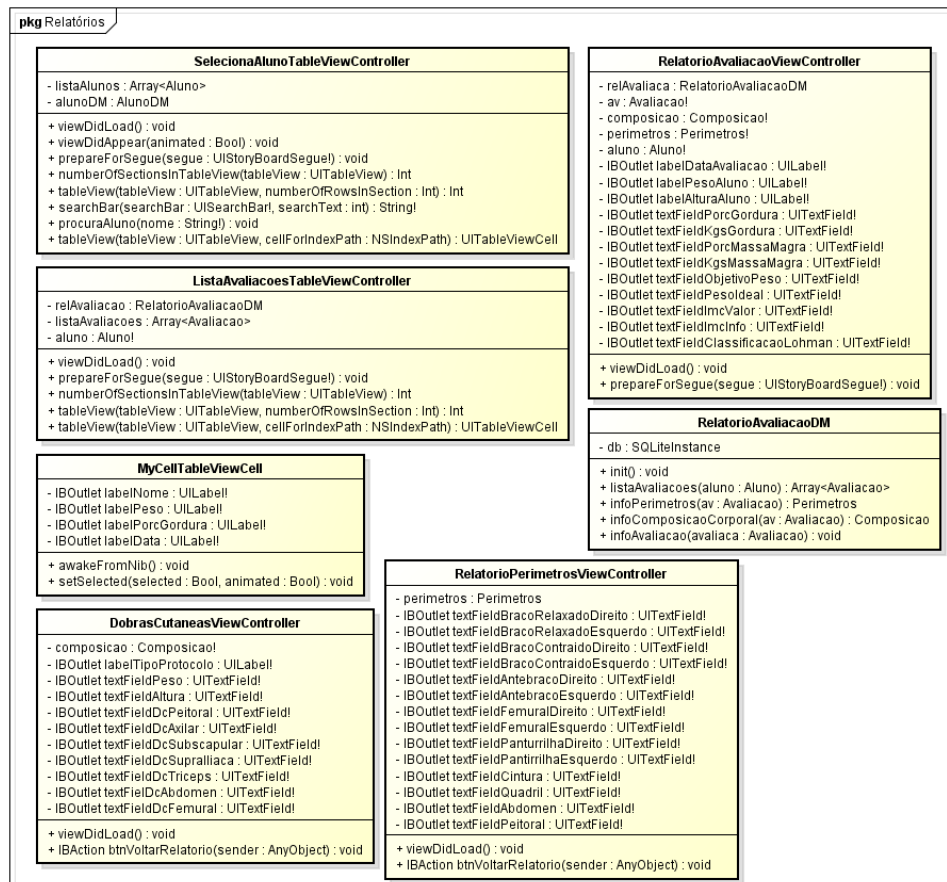 pkg Relatórios
SelecionaAlunoTableViewController
- listaAlunos : Array<Aluno>
- alunoDM : AlunoDM
+ viewDidLoad() : void
+ viewDidAppear(animated : Bool) : void
+ prepareForSegue(segue : UIStoryBoardSegue!) : void
+ numberOfSectionsInTableView(tableView : UITableView) : Int
+ tableView(tableView : UITableView, numberOfRowsInSection : Int) : Int
+ searchBar(searchBar : UISearchBar!, searchText : int) : String!
+ procuraAluno(nome : String!) : void
+ tableView(tableView : UITableView, cellForIndexPath : NSIndexPath) : UITableViewCell
ListaAvaliacoesTableViewController
- relAvaliacao : RelatorioAvaliacaoDM
- listaAvaliacoes : Array<Avaliacao>
- aluno : Aluno!
+ viewDidLoad() : void
+ prepareForSegue(segue : UIStoryBoardSegue!) : void
+ numberOfSectionsInTableView(tableView : UITableView) : Int
+ tableView(tableView : UITableView, numberOfRowsInSection : Int) : Int
+ tableView(tableView : UITableView, cellForIndexPath : NSIndexPath) : UITableViewCell
MyCellTableViewCell
- IBOutlet labelNome : UILabel!
- IBOutlet labelPeso : UILabel!
- IBOutlet labelPorcGordura : UILabel!
- IBOutlet labelData : UILabel!
+ awakeFromNib() : void
+ setSelected(selected : Bool, animated : Bool) : void
DobrasCutaneasViewController
- composicao : Composicao!
- IBOutlet labelTipoProtocolo : UILabel!
- IBOutlet textFieldPeso : UITextField!
- IBOutlet textFieldAltura : UITextField!
- IBOutlet textFieldDcPeitoral : UITextField!
- IBOutlet textFieldDcAxilar : UITextField!
- IBOutlet textFieldDcSubscapular : UITextField!
- IBOutlet textFieldDcSupraIliaca : UITextField!
- IBOutlet textFieldDcTriceps : UITextField!
- IBOutlet textFielDcAbdomen : UITextField!
- IBOutlet textFieldDcFemural : UITextField!
+ viewDidLoad() : void
+ IBAction btnVoltarRelatorio(sender : AnyObject) : void
RelatorioAvaliacaoViewController
- relAvaliaca : RelatorioAvaliacaoDM
- av : Avaliacao!
- composicao : Composicao!
- perimetros : Perimetros!
- aluno : Aluno!
- IBOutlet labelDataAvaliacao : UILabel!
- IBOutlet labelPesoAluno : UILabel!
- IBOutlet labelAlturaAluno : UILabel!
- IBOutlet textFieldPorcGordura : UITextField!
- IBOutlet textFieldKgsGordura : UITextField!
- IBOutlet textFieldPorcMassaMagra : UITextField!
- IBOutlet textFieldKgsMassaMagra : UITextField!
- IBOutlet textFieldObjetivoPeso : UITextField!
- IBOutlet textFieldPesoIdeal : UITextField!
- IBOutlet textFieldImcValor : UITextField!
- IBOutlet textFieldImcInfo : UITextField!
- IBOutlet textFieldClassificacaoLohman : UITextField!
+ viewDidLoad() : void
+ prepareForSegue(segue : UIStoryBoardSegue!) : void
RelatorioAvaliacaoDM
- db : SQLiteInstance
+ init() : void
+ listaAvaliacoes(aluno : Aluno) : Array<Avaliacao>
+ infoPerimetros(av : Avaliacao) : Perimetros
+ infoComposicaoCorporal(av : Avaliacao) : Composicao
+ infoAvaliacao(avaliaca : Avaliacao) : void
RelatorioPerimetrosViewController
- perimetros : Perimetros
- IBOutlet textFieldBracoRelaxadoDireito : UITextField!
- IBOutlet textFieldBracoRelaxadoEsquerdo : UITextField!
- IBOutlet textFieldBracoContraidoDireito : UITextField!
- IBOutlet textFieldBracoContraidoEsquerdo : UITextField!
- IBOutlet textFieldAntebracoDireito : UITextField!
- IBOutlet textFieldAntebracoEsquerdo : UITextField!
- IBOutlet textFieldFemuralDireito : UITextField!
- IBOutlet textFieldFemuralEsquerdo : UITextField!
- IBOutlet textFieldPanturrilhaDireito : UITextField!
- IBOutlet textFieldPantirrilhaEsquerdo : UITextField!
- IBOutlet textFieldCintura : UITextField!
- IBOutlet textFieldQuadril : UITextField!
- IBOutlet textFieldAbdomen : UITextField!
- IBOutlet textFieldPeitoral : UITextField!
+ viewDidLoad() : void
+ IBAction btnVoltarRelatorio(sender : AnyObject) : void